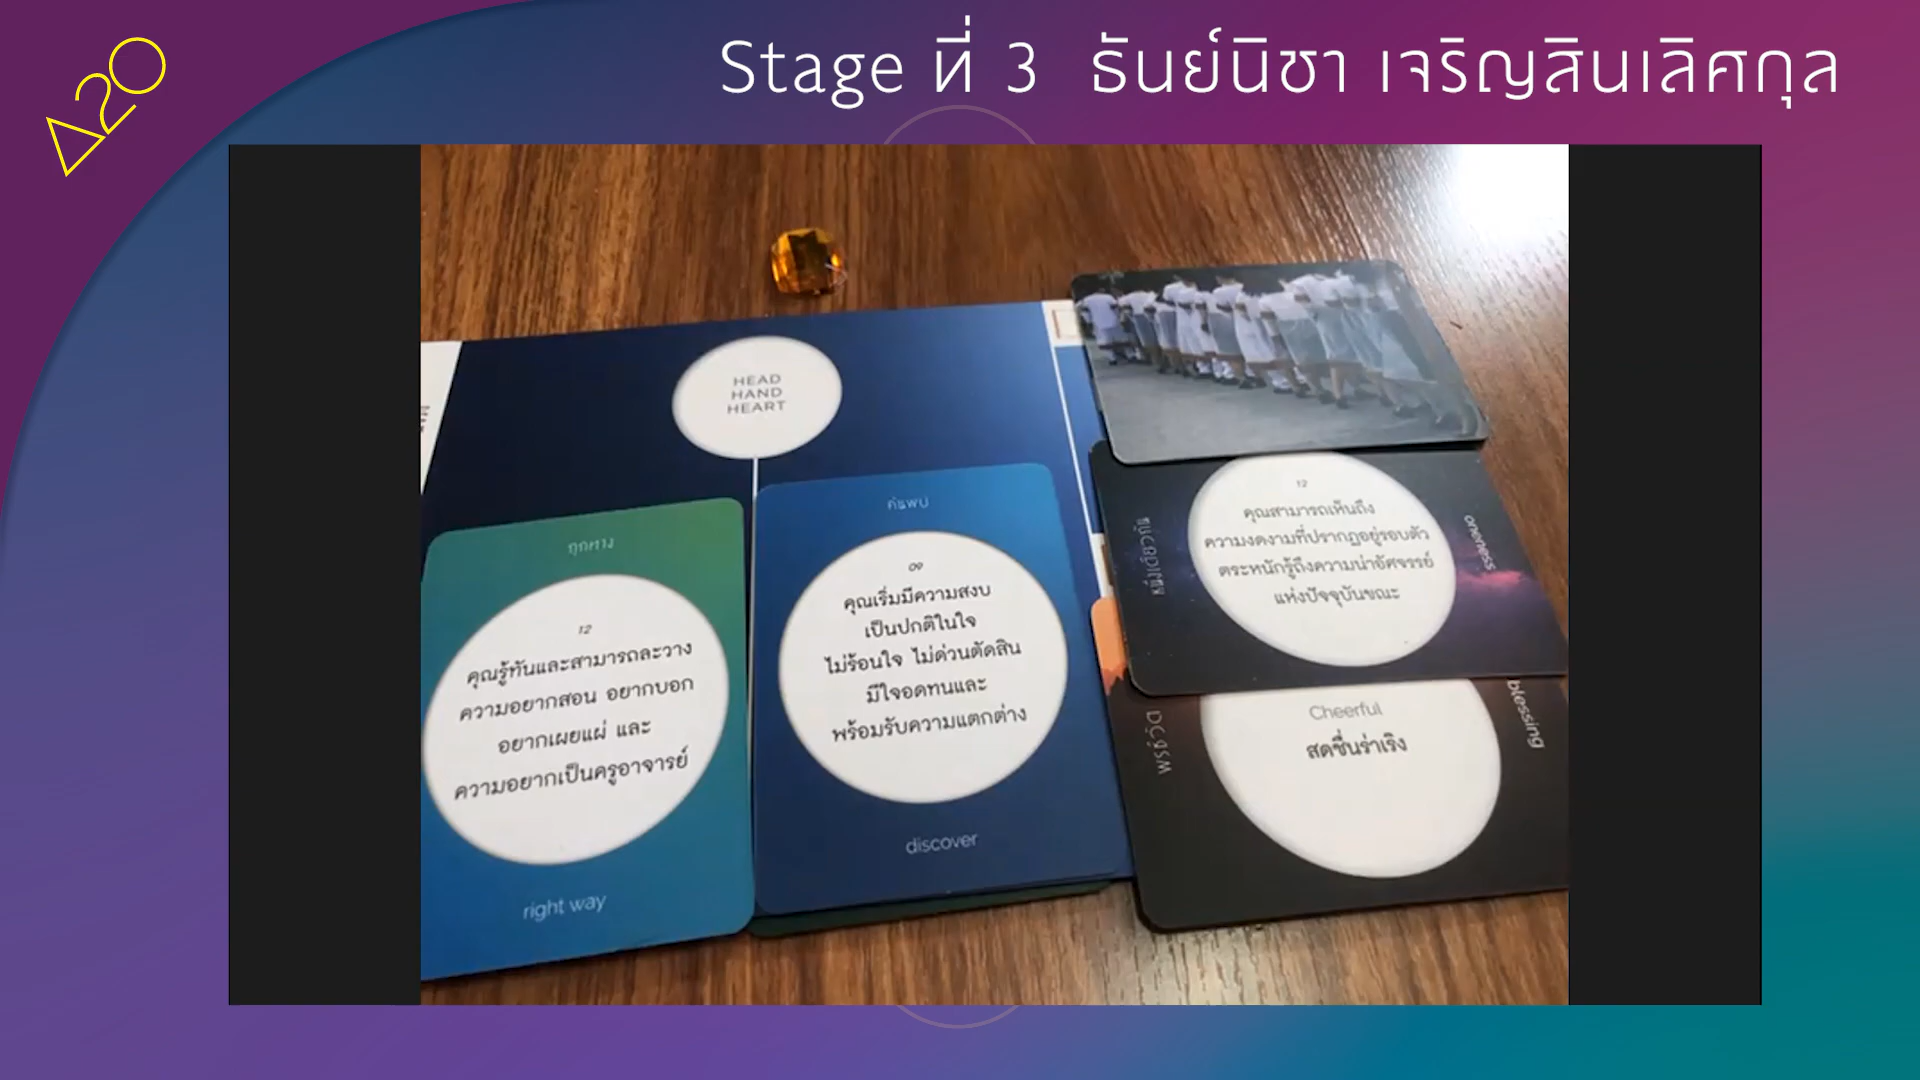 A20
Stage ที่ 3 ธันย์นิชา เจริญสินเลิศกุล
HEAD
HAND
HEART
ถูกทาง
12
คุณรู้ทันและสามารถละวาง
ความอยากสอน อยากบอก
อยากเผยแผ่ และ
ความอยากเป็นครูอาจารย์
right way
ค้นพบ
09
คุณเริ่มมีความสงบ
เป็นปกติในใจ
ไม่ร้อนใจ ไม่ด่วนตัดสิน
มีใจอดทนและ
พร้อมรับความแตกต่าง
discover
หนึ่งเดียวกัน
12
คุณสามารถเห็นถึง
ความงดงามที่ปรากฏอยู่รอบตัว
ตระหนักรู้ถึงความน่าอัศจรรย์
แห่งปัจจุบันขณะ
oneness
Cheerful
สดชื่นร่าเริง
blessing